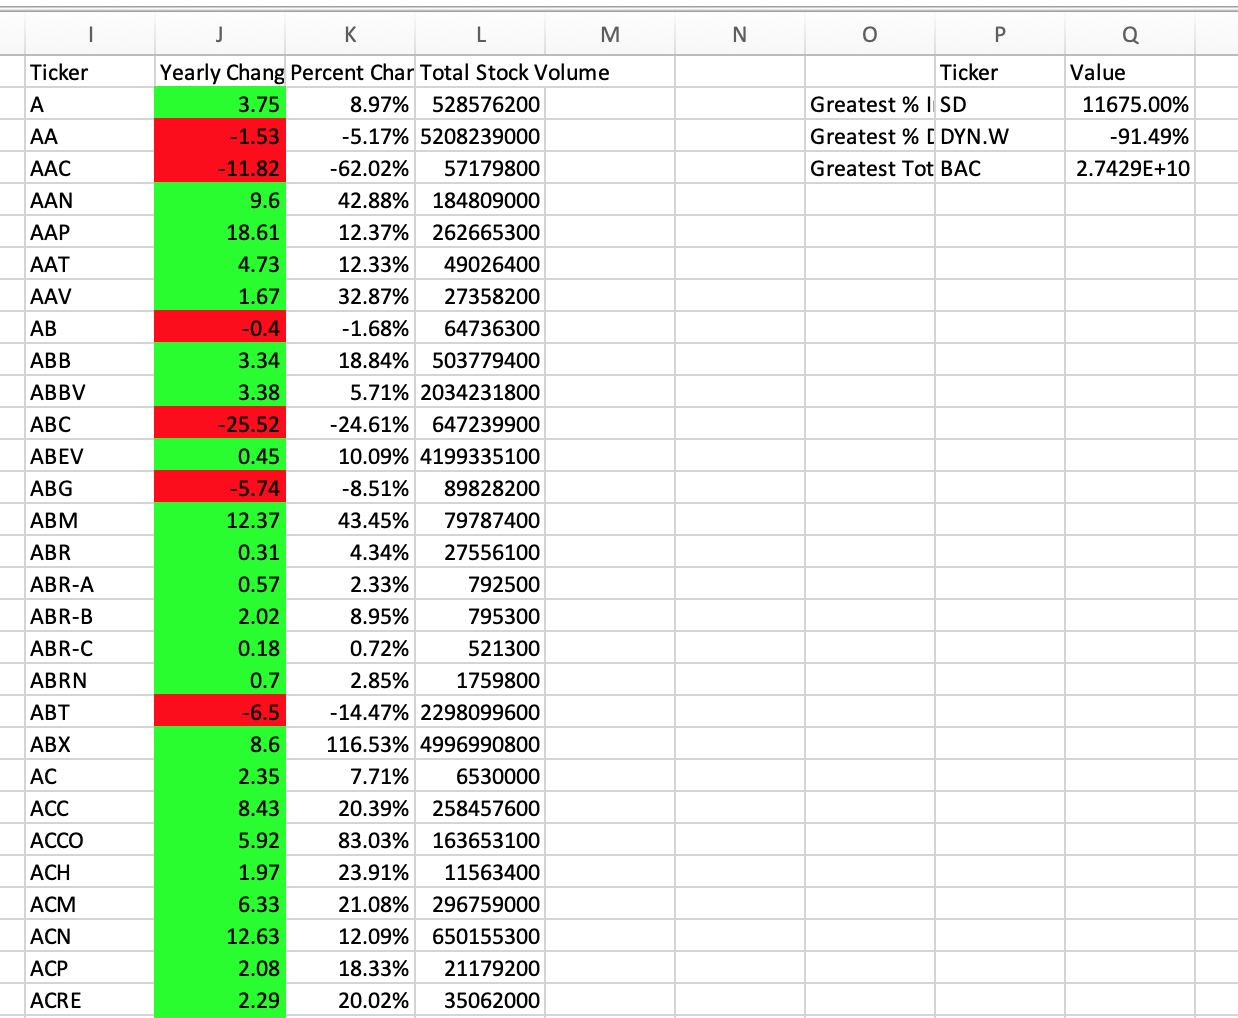 I J K L M N O P Q
Ticker Yearly Chang Percent Char Total Stock Volume Ticker Value
A 3.75 8.97% 528576200 Greatest % I SD 11675.00%
AA -1.53 -5.17% 5208239000 Greatest % D DYN.W -91.49%
AAC -11.82 -62.02% 57179800 Greatest Tot BAC 2.7429E+10
AAN 9.6 42.88% 184809000
AAP 18.61 12.37% 262665300
AAT 4.73 12.33% 49026400
AAV 1.67 32.87% 27358200
AB -0.4 -1.68% 64736300
ABB 3.34 18.84% 503779400
ABBV 3.38 5.71% 2034231800
ABC -25.52 -24.61% 647239900
ABEV 0.45 10.09% 4199335100
ABG -5.74 -8.51% 89828200
ABM 12.37 43.45% 79787400
ABR 0.31 4.34% 27556100
ABR-A 0.57 2.33% 792500
ABR-B 2.02 8.95% 795300
ABR-C 0.18 0.72% 521300
ABRN 0.7 2.85% 1759800
ABT -6.5 -14.47% 2298099600
ABX 8.6 116.53% 4996990800
AC 2.35 7.71% 6530000
ACC 8.43 20.39% 258457600
ACCO 5.92 83.03% 163653100
ACH 1.97 23.91% 11563400
ACM 6.33 21.08% 296759000
ACN 12.63 12.09% 650155300
ACP 2.08 18.33% 21179200
ACRE 2.29 20.02% 35062000